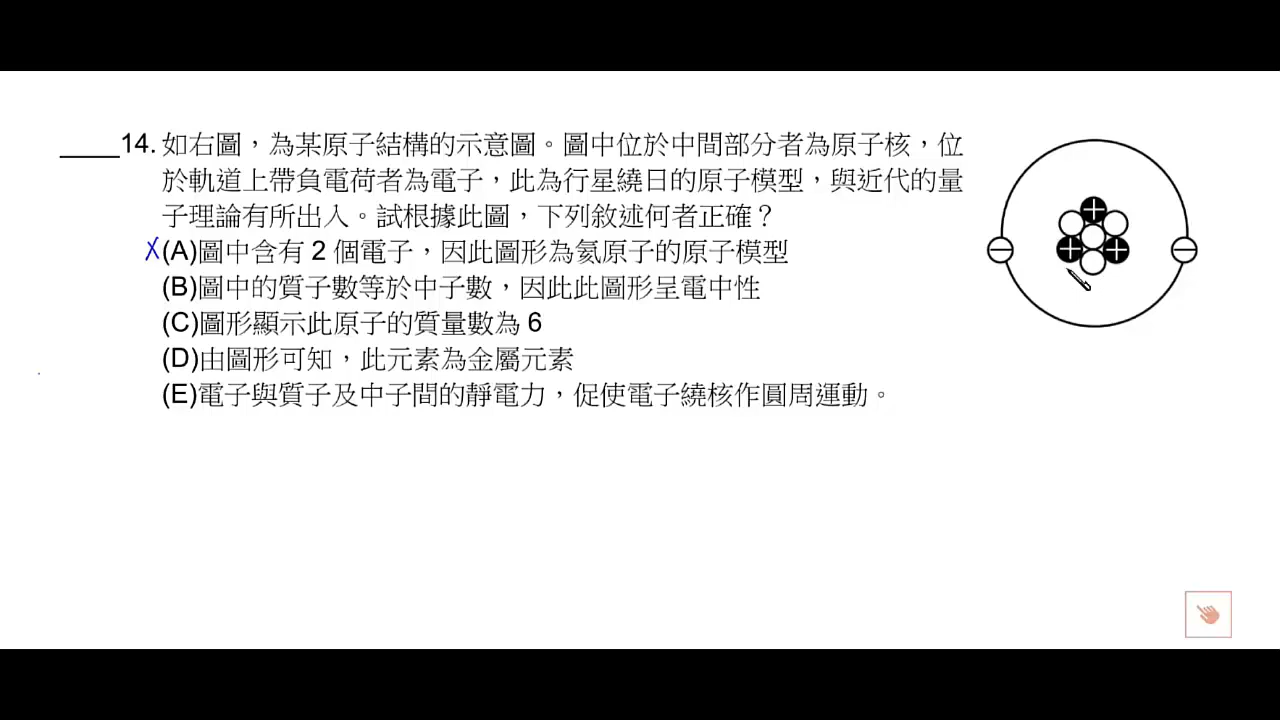 ____14. 如右圖，為某原子結構的示意圖。圖中位於中間部分者為原子核，位
於軌道上帶負電荷者為電子，此為行星繞日的原子模型，與近代的量
子理論有所出入。試根據此圖，下列敘述何者正確？
X(A)圖中含有 2 個電子，因此圖形為氦原子的原子模型
(B)圖中的質子數等於中子數，因此此圖形呈電中性
(C)圖形顯示此原子的質量數為 6
(D)由圖形可知，此元素為金屬元素
(E)電子與質子及中子間的靜電力，促使電子繞核作圓周運動。